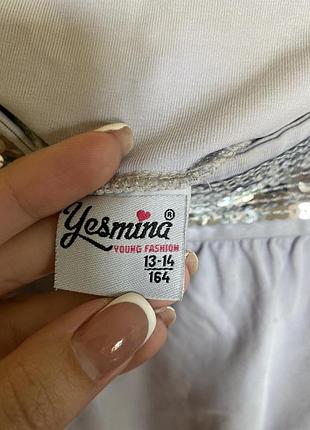 Yesmina®
YOUNG FASHION
13-14
164